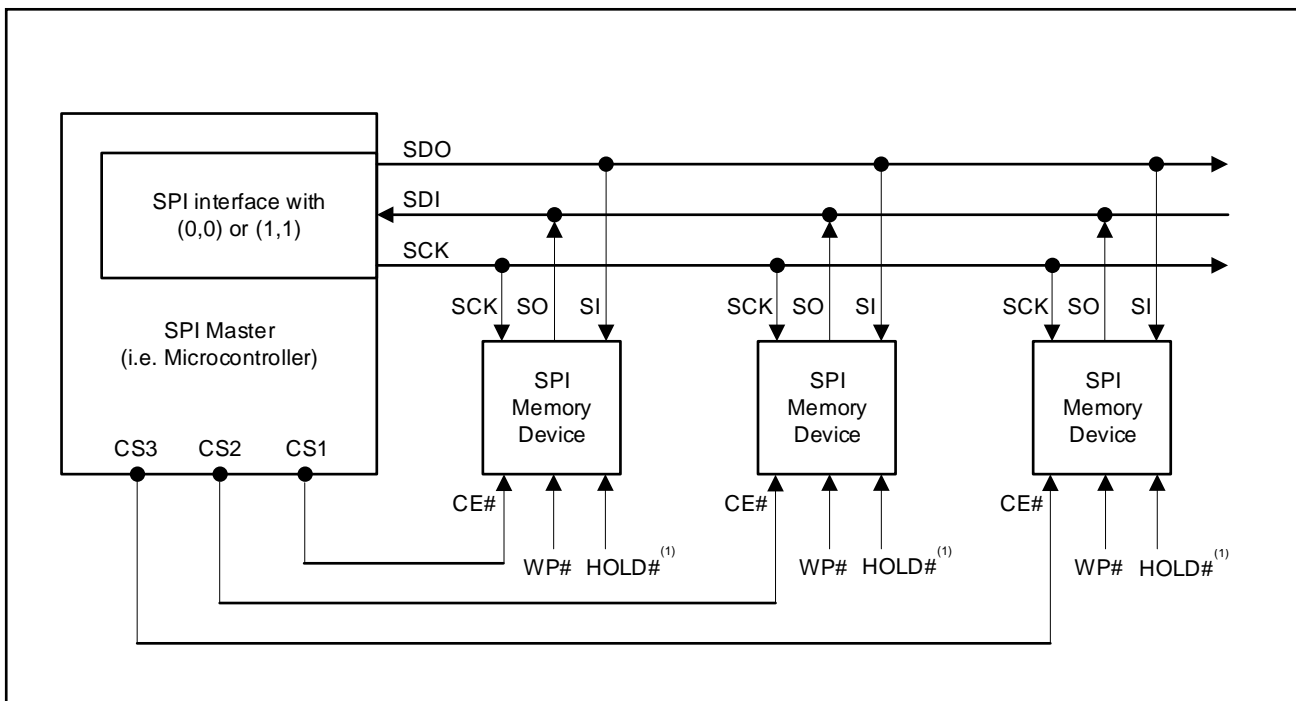 SDO
SPI interface with
(0,0) or (1,1)
SDI
SCK
SPI Master
(i.e. Microcontroller)
CS3 CS2 CS1
SCK SO SI
SPI
Memory
Device
CE#
WP# HOLD#(1)
SCK SO SI
SPI
Memory
Device
CE#
WP# HOLD#(1)
SCK SO SI
SPI
Memory
Device
CE#
WP# HOLD#(1)